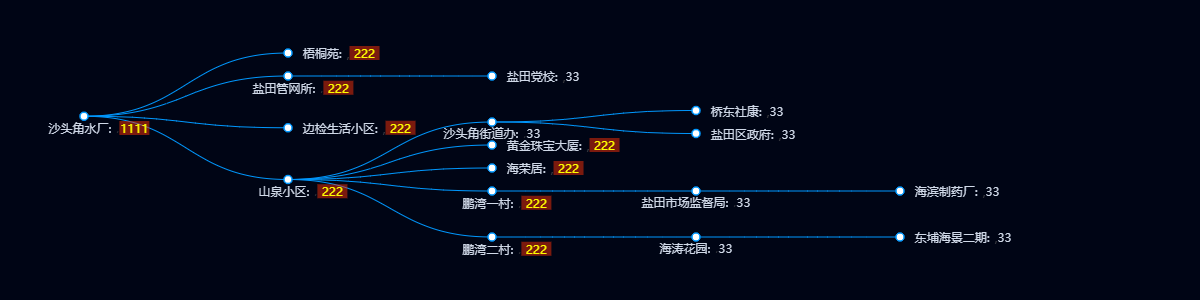 梧桐苑: 222
盐田管网所: 222
盐田党校: 33
沙头角水厂: 1111
边检生活小区: 222
沙头角街道办: 33
桥东社康: 33
盐田区政府: 33
黄金珠宝大厦: 222
海荣居: 222
山泉小区: 222
鹏湾一村: 222
盐田市场监督局: 33
海滨制药厂: 33
鹏湾二村: 222
海涛花园: 33
东埔海景二期: 33